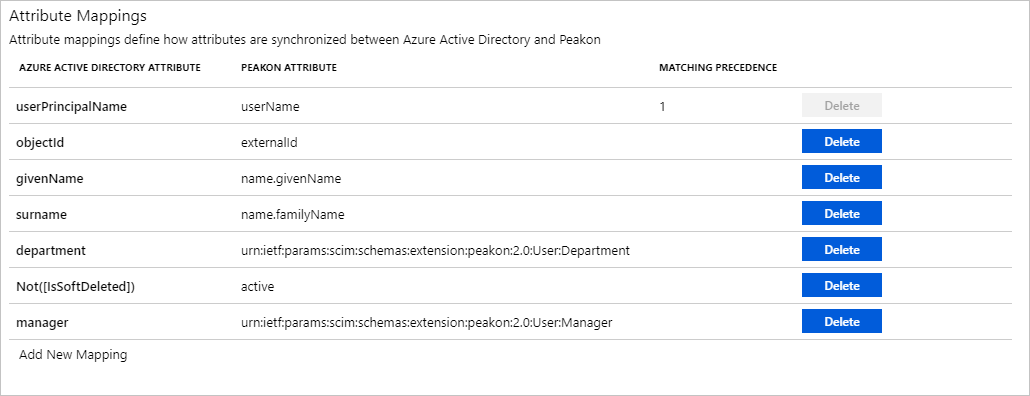 Attribute Mappings
Attribute mappings define how attributes are synchronized between Azure Active Directory and Peakon
AZURE ACTIVE DIRECTORY ATTRIBUTE PEAKON ATTRIBUTE MATCHING PRECEDENCE
userPrincipalName userName 1 Delete
objectId externalId Delete
givenName name.givenName Delete
surname name.familyName Delete
department urn:ietf:params:scim:schemas:extension:peakon:2.0:User:Department Delete
Not([IsSoftDeleted]) active Delete
manager urn:ietf:params:scim:schemas:extension:peakon:2.0:User:Manager Delete
Add New Mapping